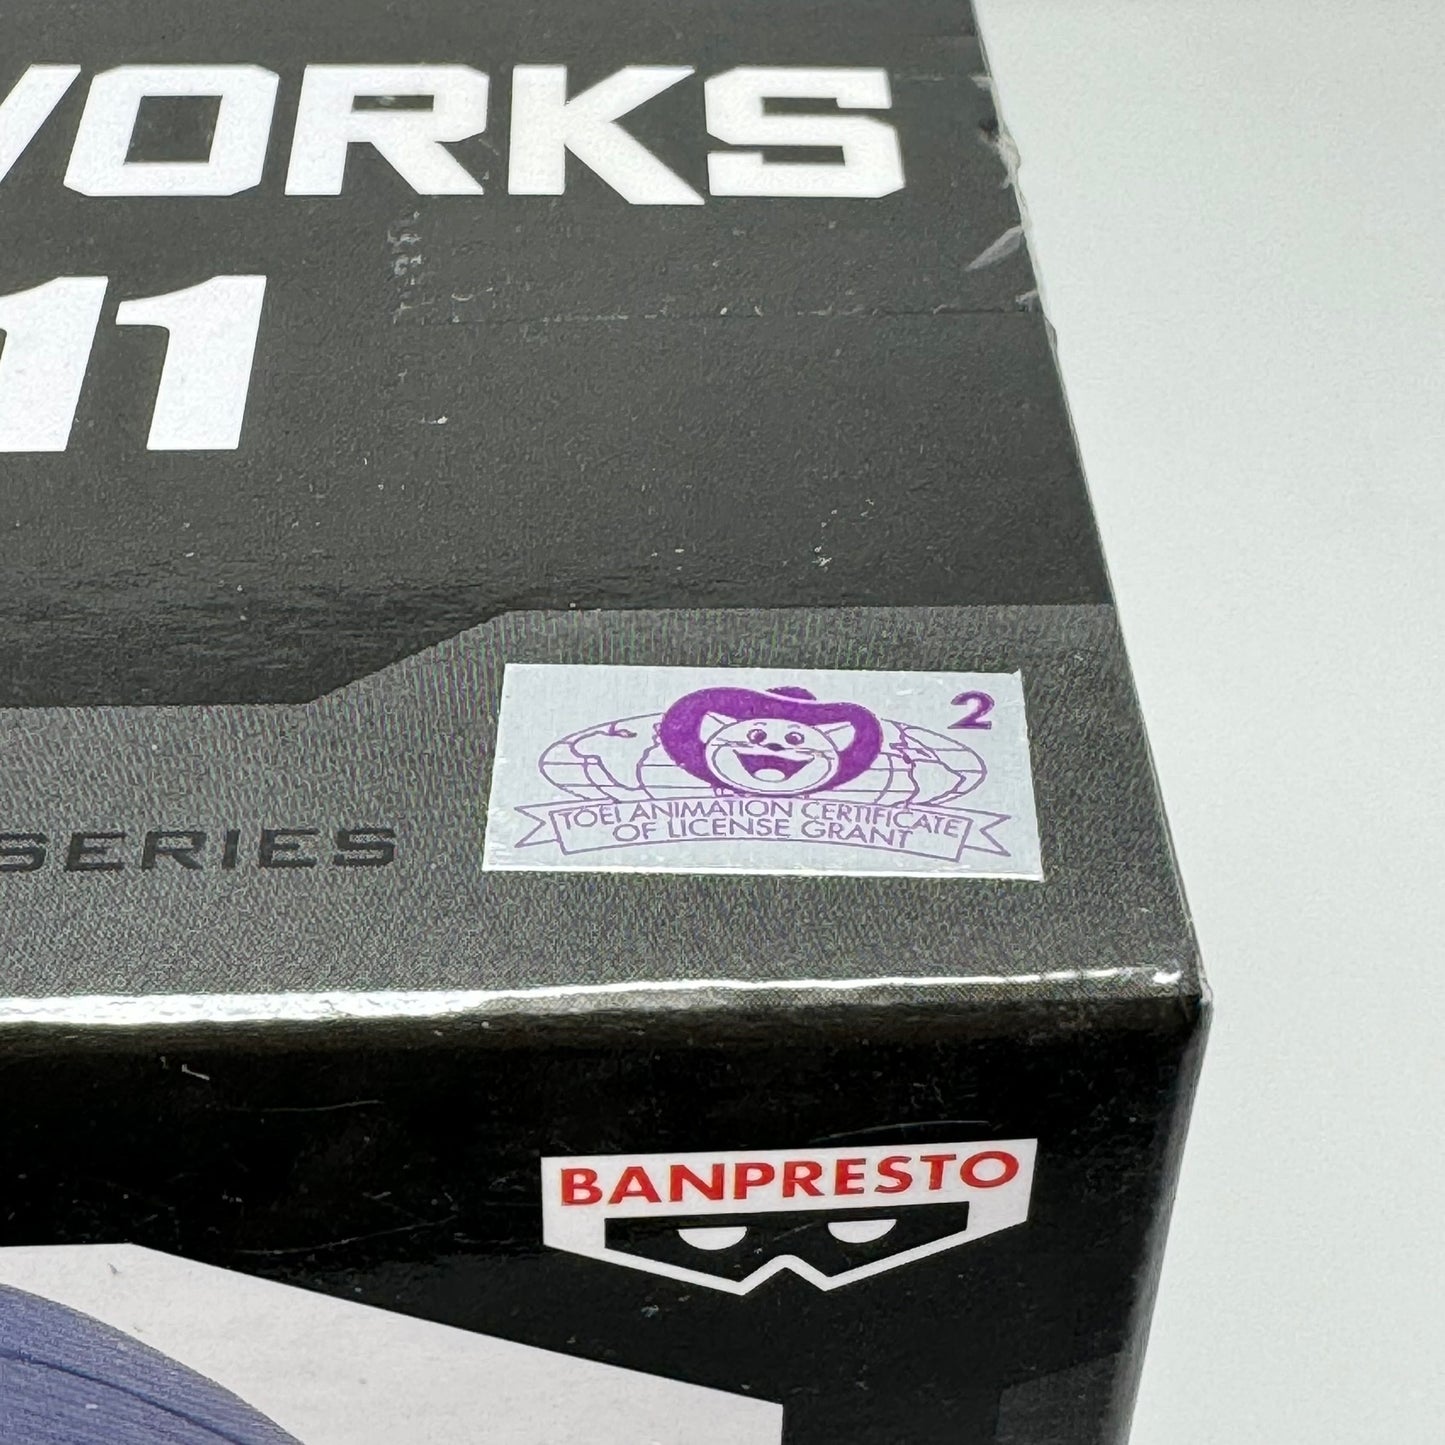 WORKS
11
SERIES
2
TOEI ANIMATION CERTIFICATE
OF LICENSE GRANT
BANPRESTO